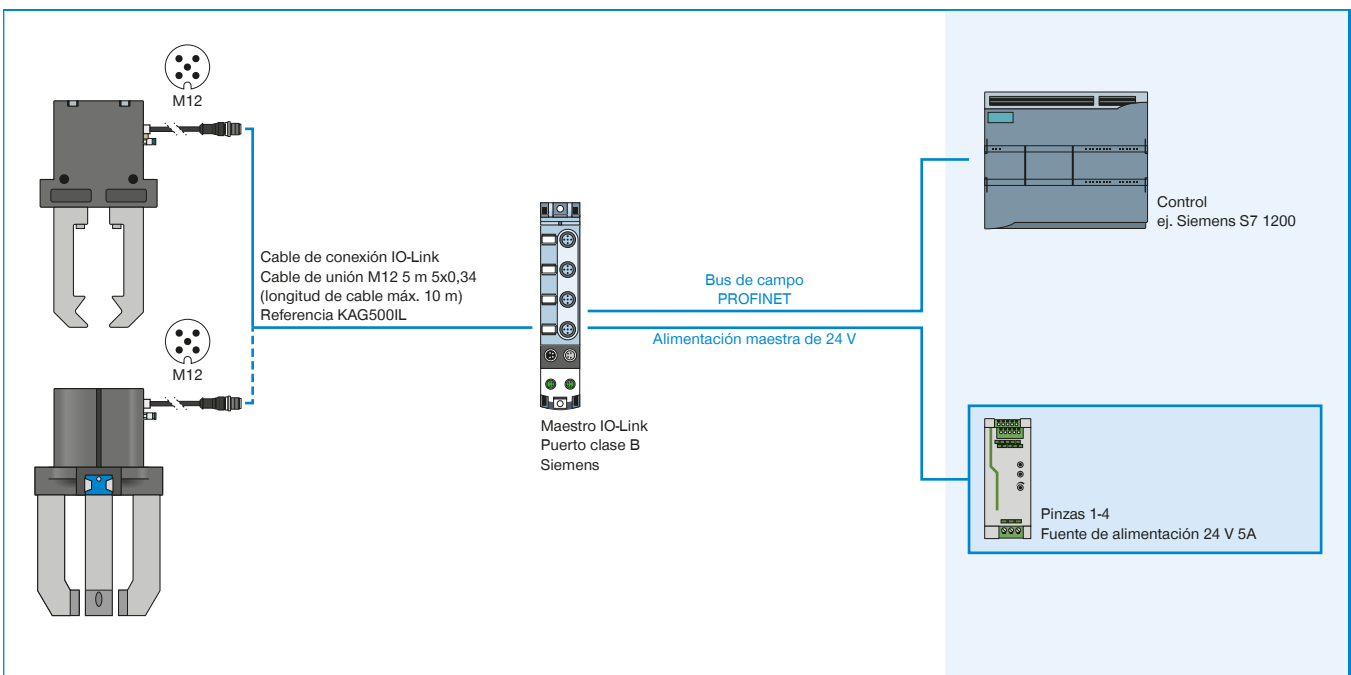 M12
Cable de conexión IO-Link
Cable de unión M12 5 m 5x0,34
(longitud de cable máx. 10 m)
Referencia KAG500IL
M12
Maestro IO-Link
Puerto clase B
Siemens
Bus de campo
PROFINET
Alimentación maestra de 24 V
Control
ej. Siemens S7 1200
Pinzas 1-4
Fuente de alimentación 24 V 5A